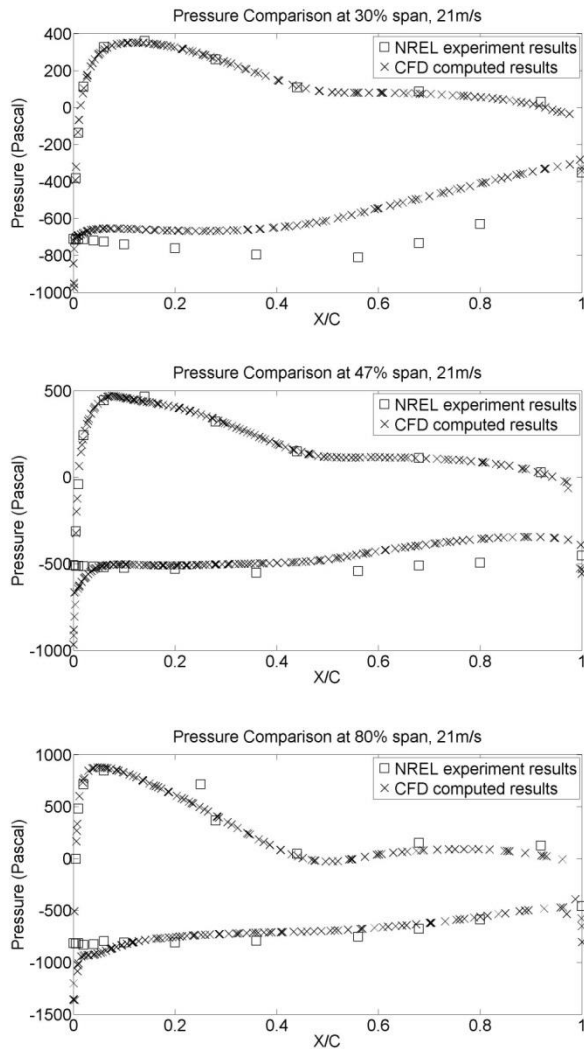 Pressure Comparison at 30% span, 21m/s
400
200
0
-200
-400
-600
-800
-1000
Pressure (Pascal)
NREL experiment results
CFD computed results
0
0.2
0.4
0.6
0.8
1
X/C
Pressure Comparison at 47% span, 21m/s
500
0
-500
-1000
Pressure (Pascal)
NREL experiment results
CFD computed results
0
0.2
0.4
0.6
0.8
1
X/C
Pressure Comparison at 80% span, 21m/s
1000
500
0
-500
-1000
-1500
Pressure (Pascal)
NREL experiment results
CFD computed results
0
0.2
0.4
0.6
0.8
1
X/C